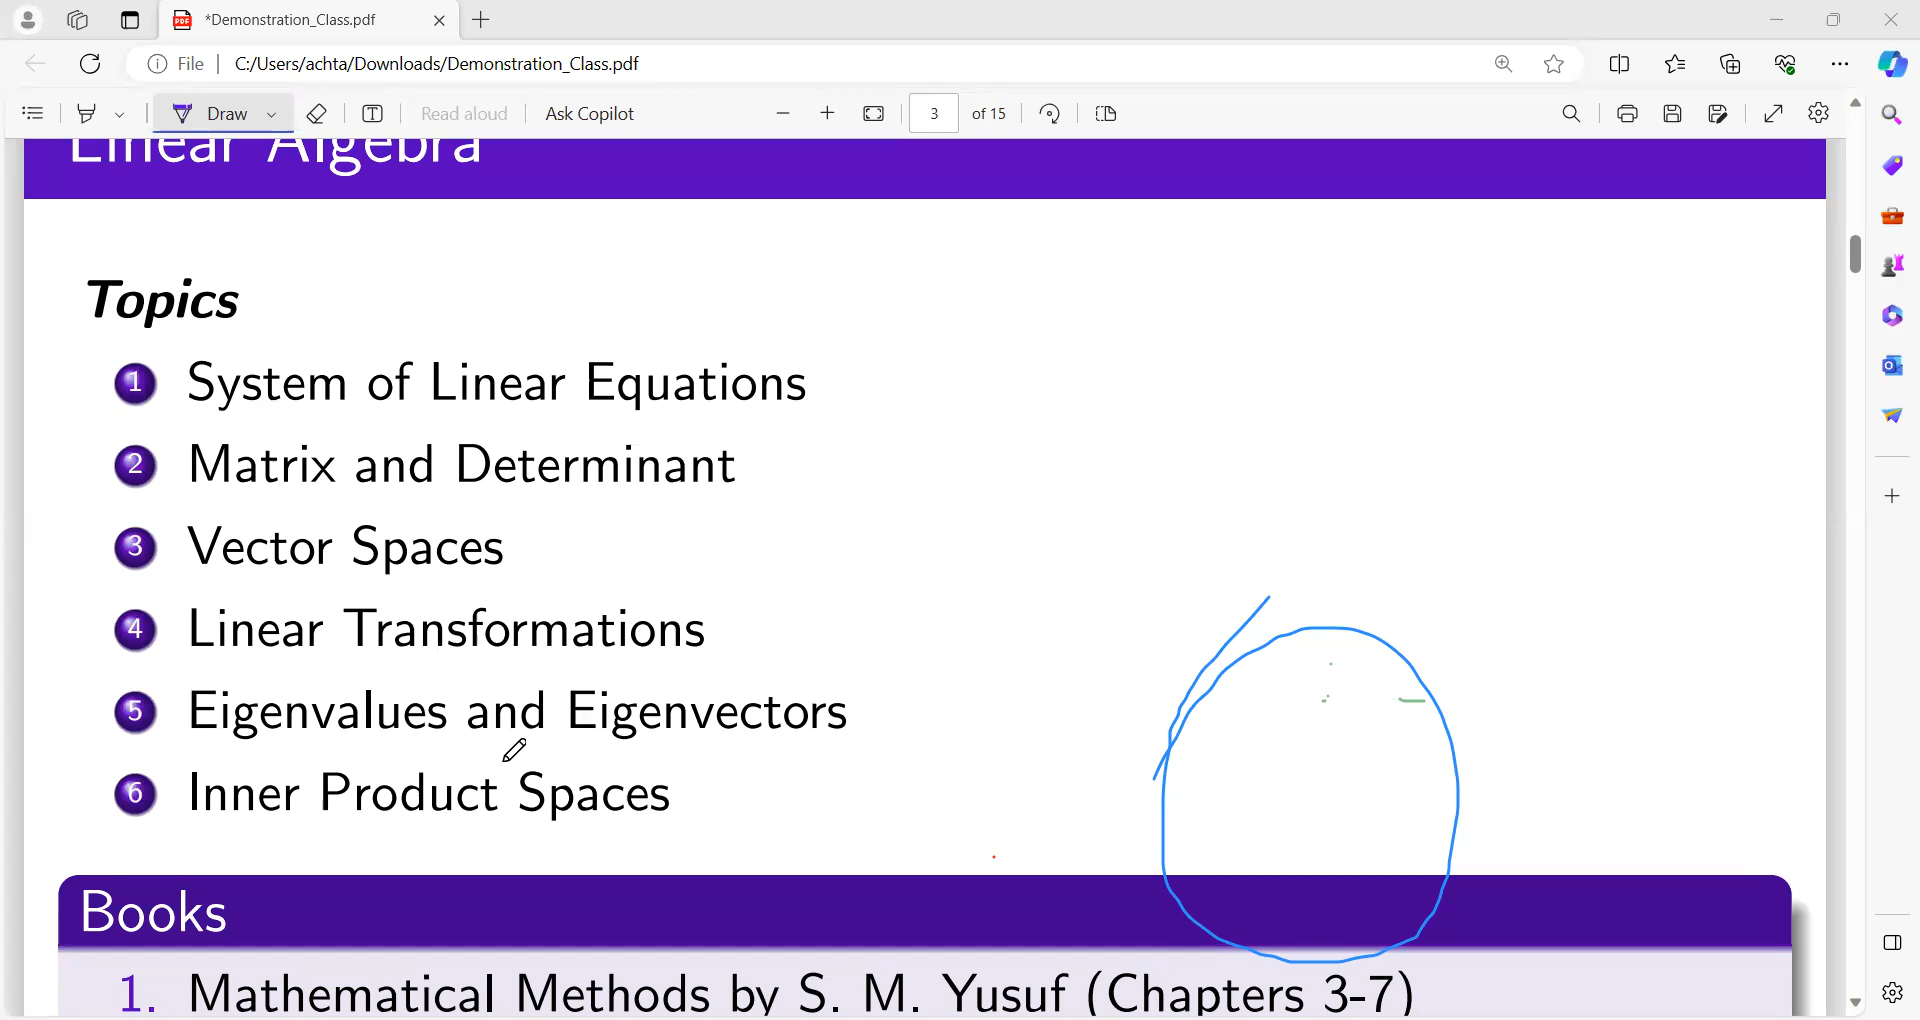 *Demonstration_Class.pdf
File | C:/Users/achta/Downloads/Demonstration_Class.pdf
Draw
Read aloud
Ask Copilot
3 of 15
Linear Algebra
Topics
1 System of Linear Equations
2 Matrix and Determinant
3 Vector Spaces
4 Linear Transformations
5 Eigenvalues and Eigenvectors
6 Inner Product Spaces
Books
1. Mathematical Methods by S. M. Yusuf (Chapters 3-7)